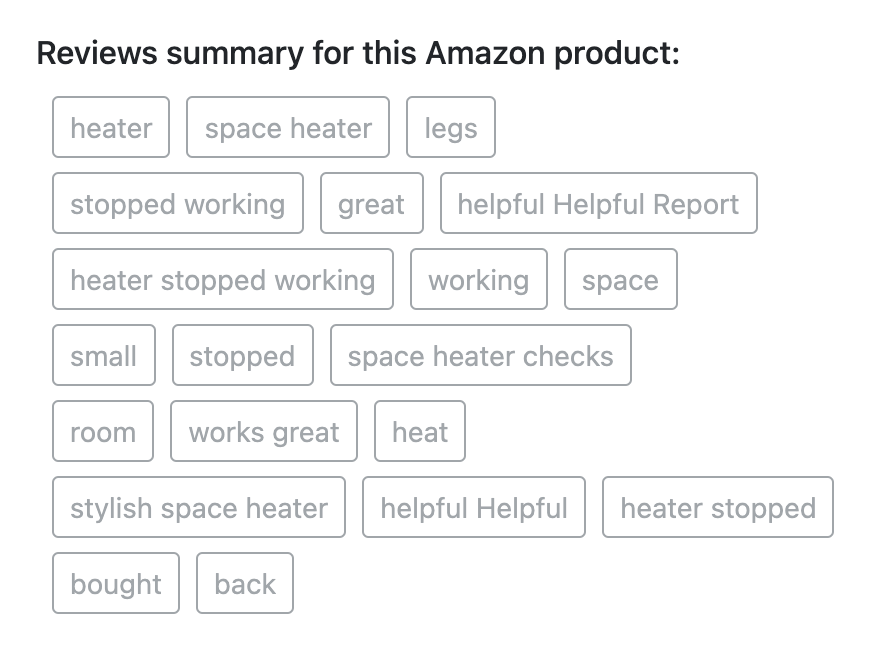 Reviews summary for this Amazon product:
heater space heater legs
stopped working great helpful Helpful Report
heater stopped working working space
small stopped space heater checks
room works great heat
stylish space heater helpful Helpful heater stopped
bought back